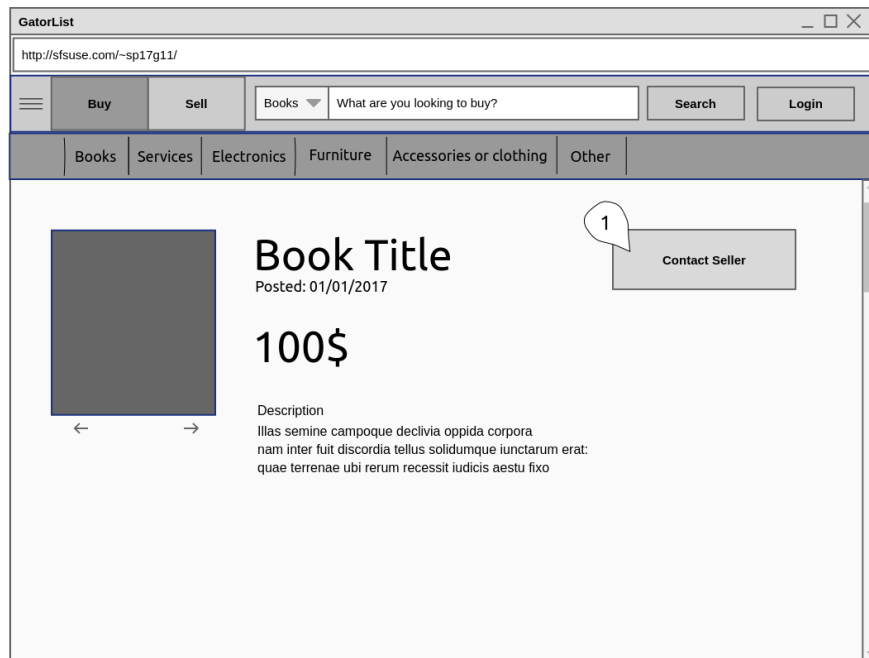 GatorList
http://sfsuse.com/~sp17g11/
Buy
Sell
Books
What are you looking to buy?
Search
Login
Books
Services
Electronics
Furniture
Accessories or clothing
Other
1
Contact Seller
Book Title
Posted: 01/01/2017
100$
Description
Illas semine campoque declivia oppida corpora
nam inter fuit discordia tellus solidumque iunctarum erat:
quae terrenae ubi rerum recessit iudicis aestu fixo